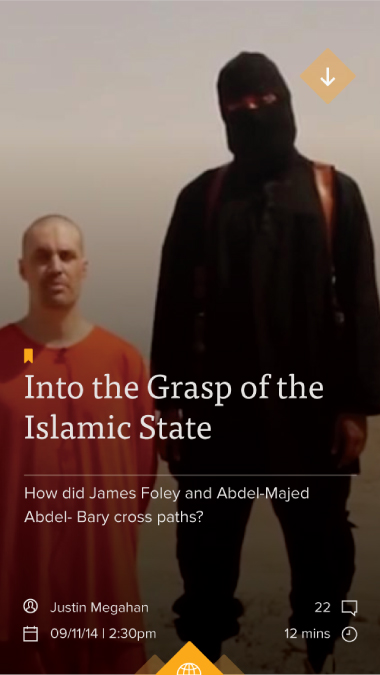 Into the Grasp of the
Islamic State
How did James Foley and Abdel-Majed
Abdel- Bary cross paths?
Justin Megahan
22
09/11/14 | 2:30pm
12 mins